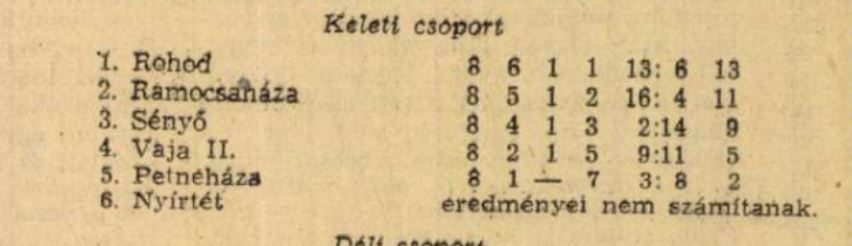 Keleti csoport
1. Rohod 8 6 1 1 13: 6 13
2. Ramocsaháza 8 5 1 2 16: 4 11
3. Sényő 8 4 1 3 2:14 9
4. Vaja II. 8 2 1 5 9:11 5
5. Petneháza 8 1 — 7 3: 8 2
6. Nyírtét eredményei nem számítanak.
Déli csoport